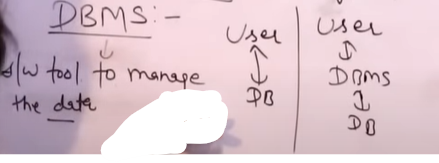 DBMS:-
↓
s/w tool to manage
the data
User
↕
DB
User
↕
DBMS
↕
DB